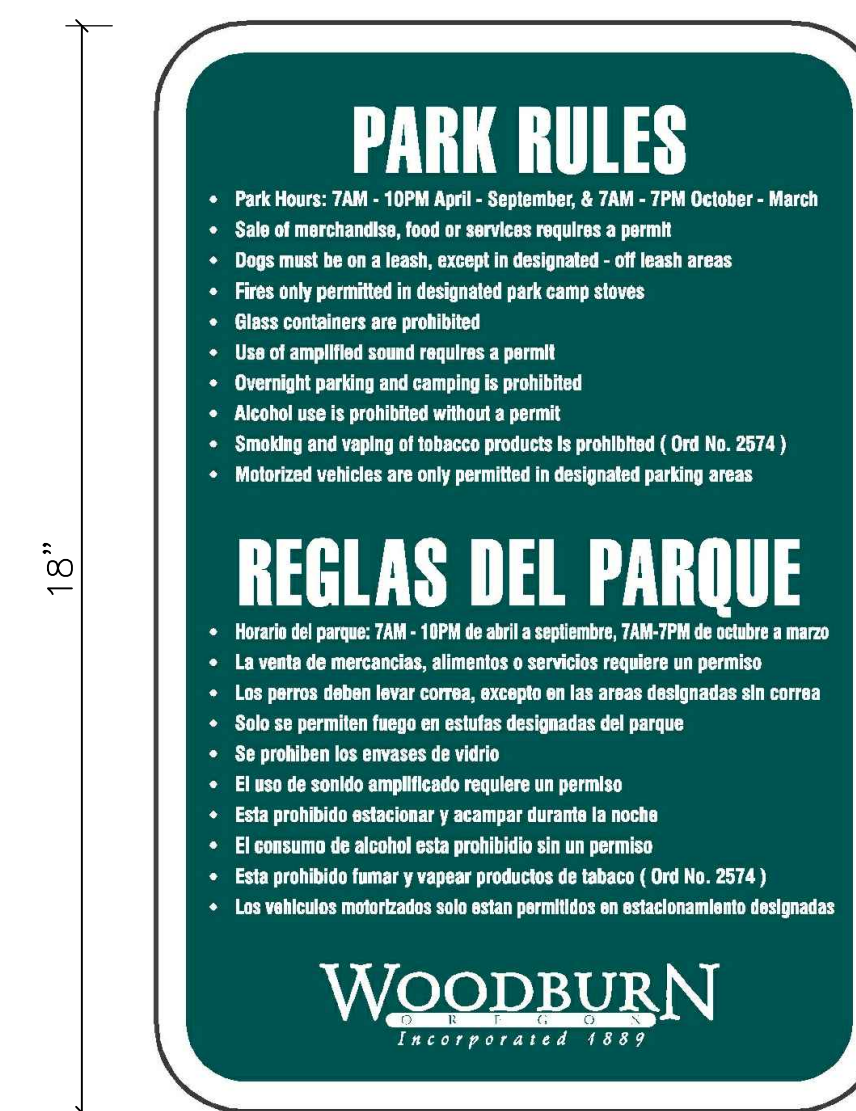 PARK RULES
• Park Hours: 7AM - 10PM April - September, & 7AM - 7PM October - March
• Sale of merchandise, food or services requires a permit
• Dogs must be on a leash, except in designated - off leash areas
• Fires only permitted in designated park camp stoves
• Glass containers are prohibited
• Use of amplified sound requires a permit
• Overnight parking and camping is prohibited
• Alcohol use is prohibited without a permit
• Smoking and vaping of tobacco products is prohibited ( Ord No. 2574 )
• Motorized vehicles are only permitted in designated parking areas
18”
REGLAS DEL PARQUE
• Horario del parque: 7AM - 10PM de abril a septiembre, 7AM-7PM de octubre a marzo
• La venta de mercancias, alimentos o servicios requiere un permiso
• Los perros deben levar correa, excepto en las areas designadas sin correa
• Solo se permiten fuego en estufas designadas del parque
• Se prohiben los envases de vidrio
• El uso de sonido amplificado requiere un permiso
• Esta prohibido estacionar y acampar durante la noche
• El consumo de alcohol esta prohibidio sin un permiso
• Esta prohibido fumar y vapear productos de tabaco ( Ord No. 2574 )
• Los vehiculos motorizados solo estan permitidos en estacionamiento designadas
WOODBURN
OREGON
Incorporated 1889